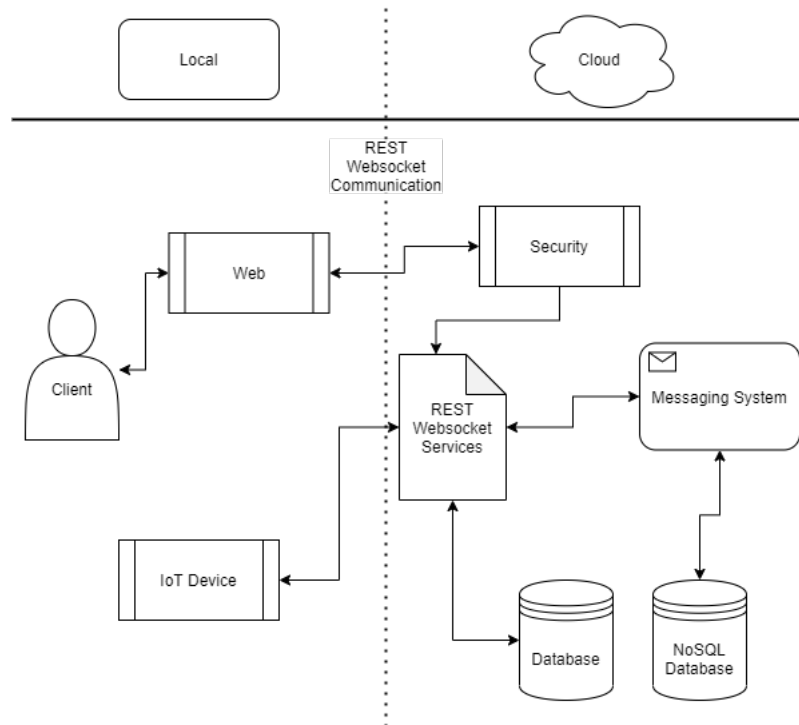 Local
Cloud
REST
Websocket
Communication
Web
Security
Client
REST
Websocket
Services
Messaging System
IoT Device
Database
NoSQL
Database